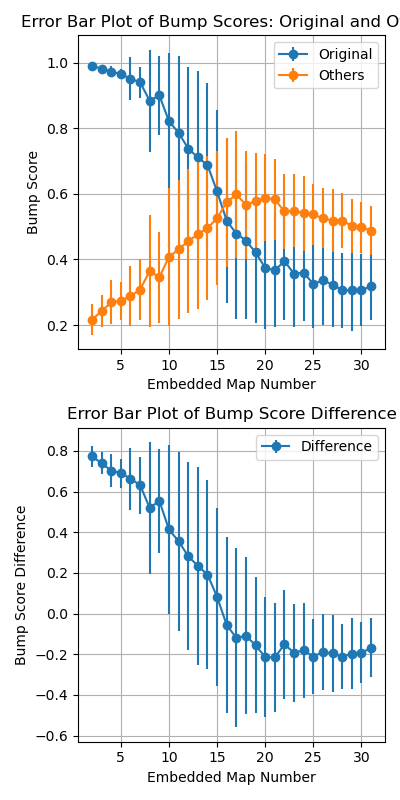 Error Bar Plot of Bump Scores: Original and O
Original
Others
1.0
0.8
0.6
0.4
0.2
Bump Score
5 10 15 20 25 30
Embedded Map Number
Error Bar Plot of Bump Score Difference
Difference
0.8
0.6
0.4
0.2
0.0
−0.2
−0.4
−0.6
Bump Score Difference
5 10 15 20 25 30
Embedded Map Number